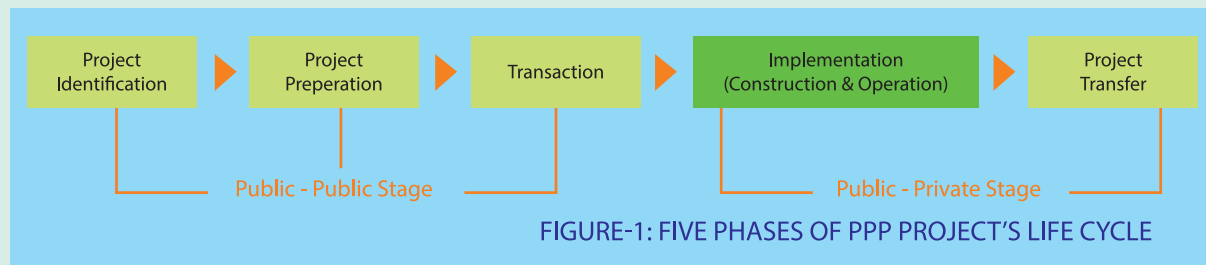 Project
Identification
Project
Preperation
Transaction
Implementation
(Construction & Operation)
Project
Transfer
Public - Public Stage
Public - Private Stage
FIGURE-1: FIVE PHASES OF PPP PROJECT'S LIFE CYCLE